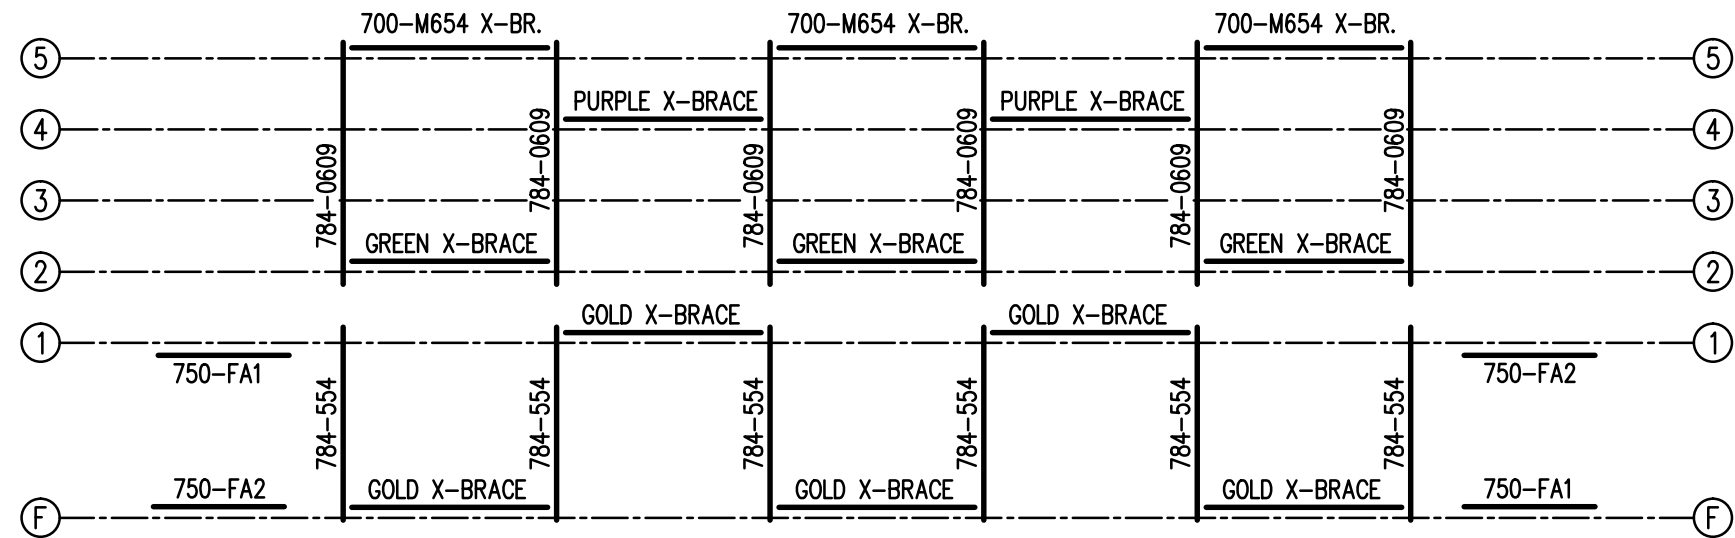 700-M654 X-BR. 700-M654 X-BR. 700-M654 X-BR.
5 5
PURPLE X-BRACE PURPLE X-BRACE
4 4
784-0609 784-0609 784-0609 784-0609 784-0609 784-0609
3 3
GREEN X-BRACE GREEN X-BRACE GREEN X-BRACE
2 2
GOLD X-BRACE GOLD X-BRACE
1 1
750-FA1 750-FA2
784-554 784-554 784-554 784-554 784-554 784-554
750-FA2 GOLD X-BRACE GOLD X-BRACE GOLD X-BRACE 750-FA1
F F